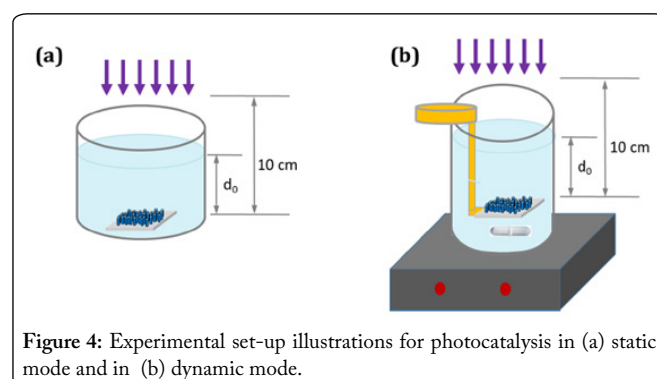 (a)
10 cm
d₀
(b)
10 cm
d₀
Figure 4: Experimental set-up illustrations for photocatalysis in (a) static
mode and in (b) dynamic mode.